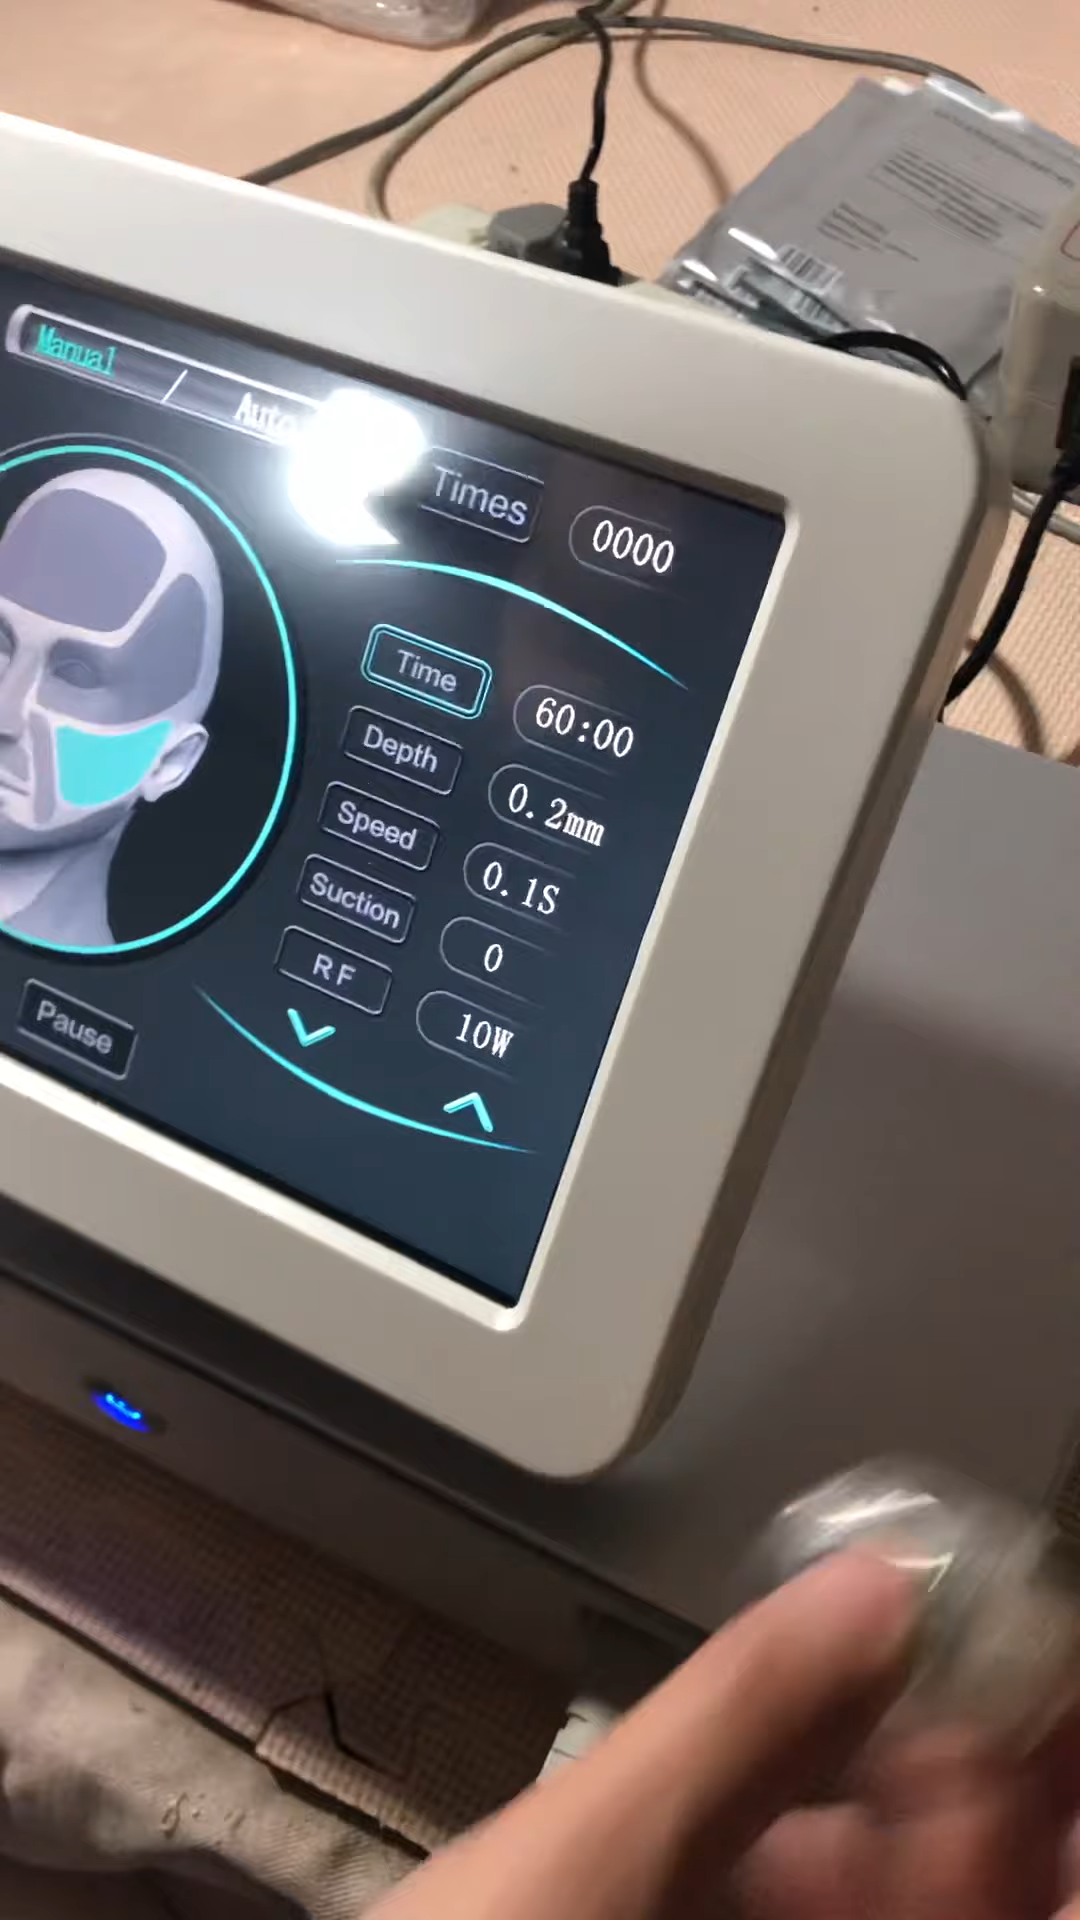 Manual
Auto
Times
0000
Time
60:00
Depth
0.2mm
Speed
0.1S
Suction
0
RF
10W
Pause